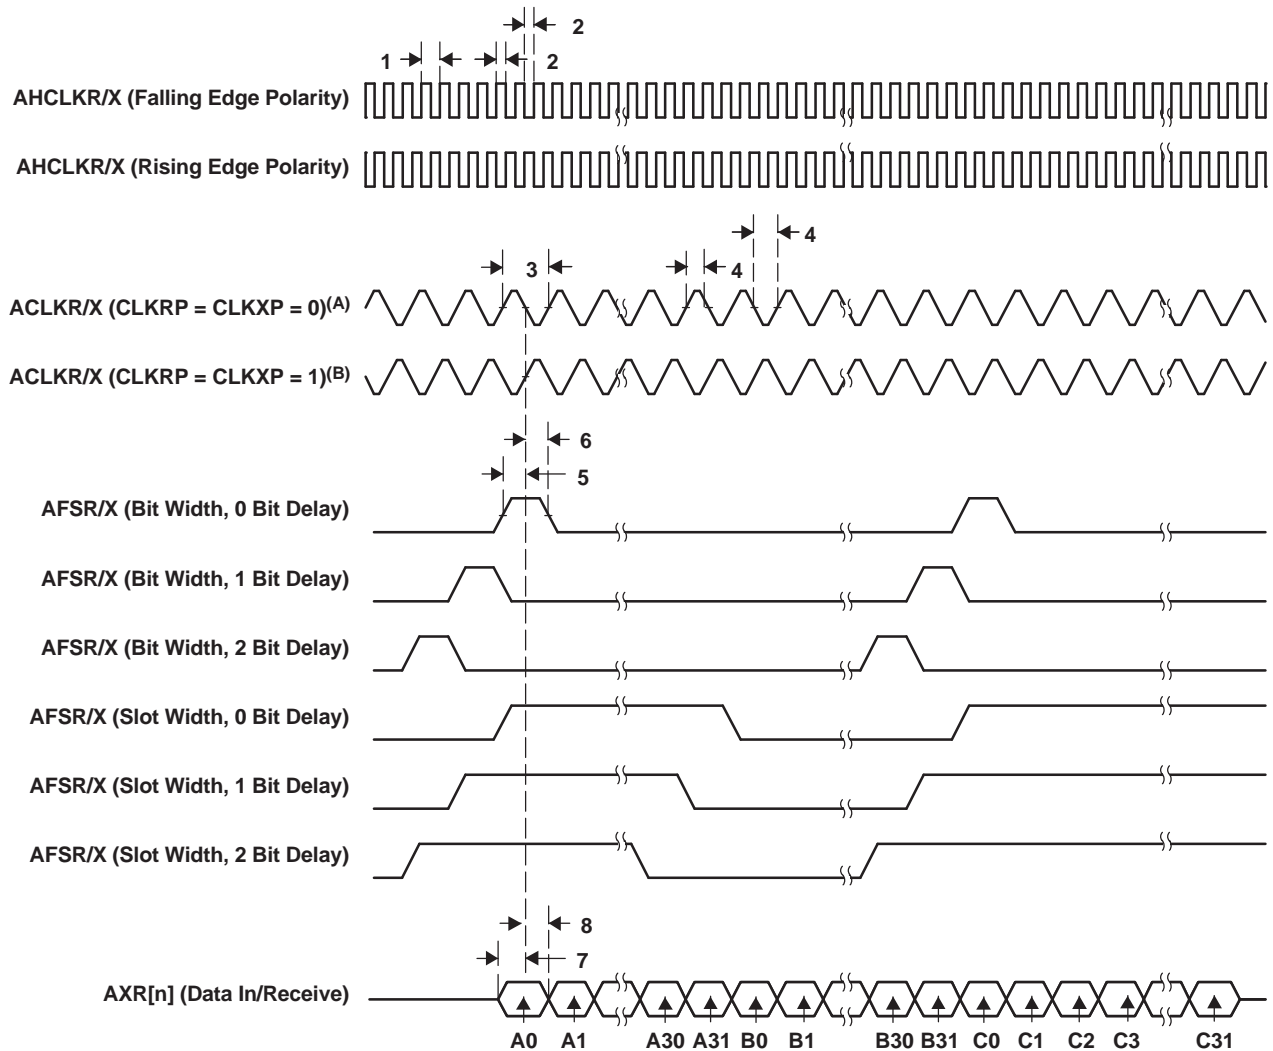 2
1
2
AHCLKR/X (Falling Edge Polarity)
AHCLKR/X (Rising Edge Polarity)
4
3
4
ACLKR/X (CLKRP = CLKXP = 0)(A)
ACLKR/X (CLKRP = CLKXP = 1)(B)
6
5
AFSR/X (Bit Width, 0 Bit Delay)
AFSR/X (Bit Width, 1 Bit Delay)
AFSR/X (Bit Width, 2 Bit Delay)
AFSR/X (Slot Width, 0 Bit Delay)
AFSR/X (Slot Width, 1 Bit Delay)
AFSR/X (Slot Width, 2 Bit Delay)
8
7
AXR[n] (Data In/Receive)
A0 A1 A30 A31 B0 B1 B30 B31 C0 C1 C2 C3 C31